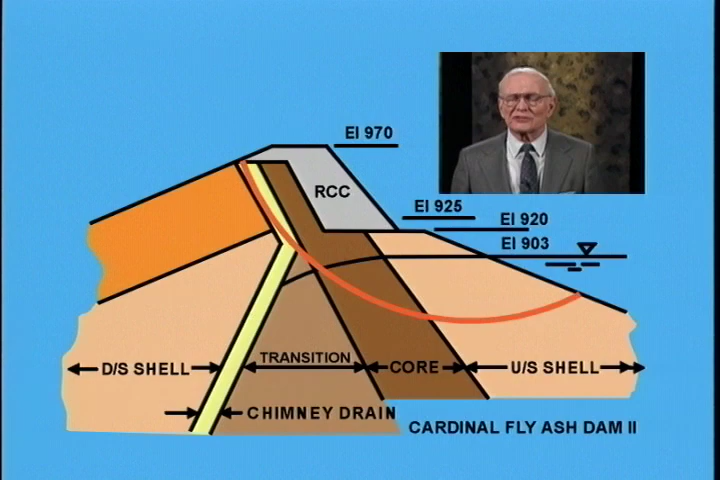 El 970
RCC
El 925
El 920
El 903
D/S SHELL
TRANSITION
CORE
U/S SHELL
CHIMNEY DRAIN
CARDINAL FLY ASH DAM II